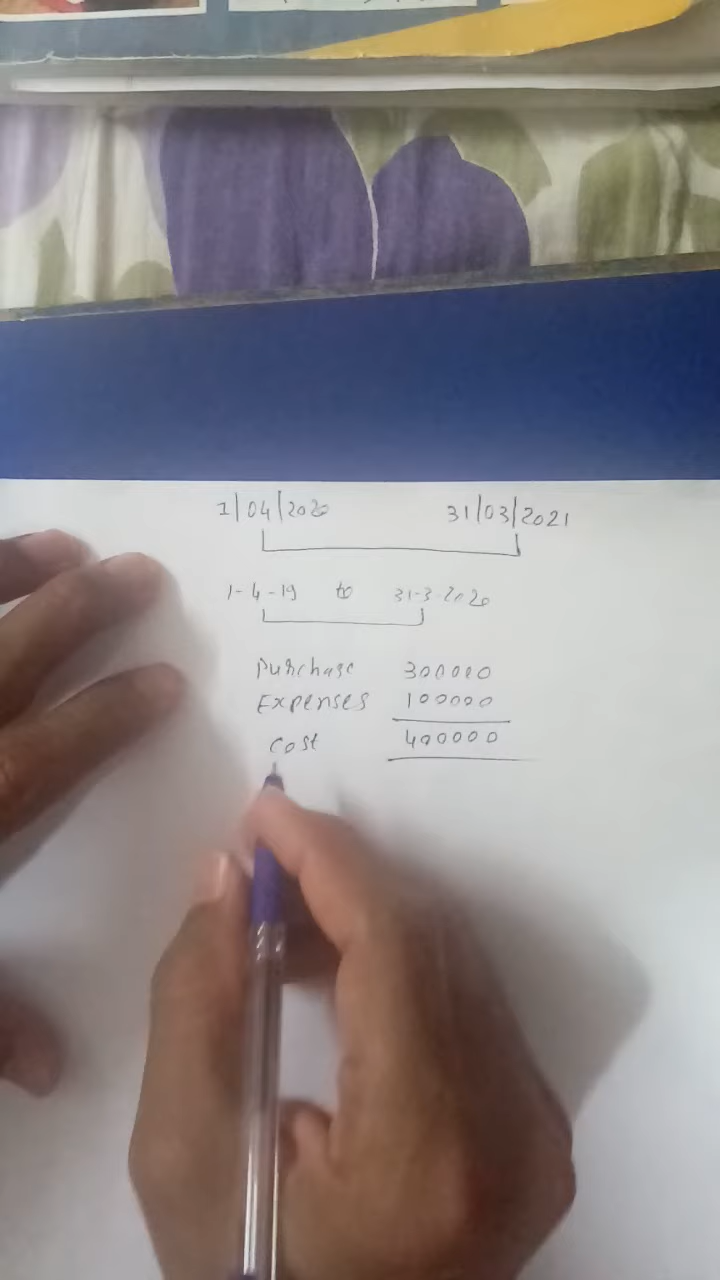 1/04/2020 31/03/2021
1-4-19 to 31-3-2020
Purchase 300000
Expenses 100000
Cost 400000